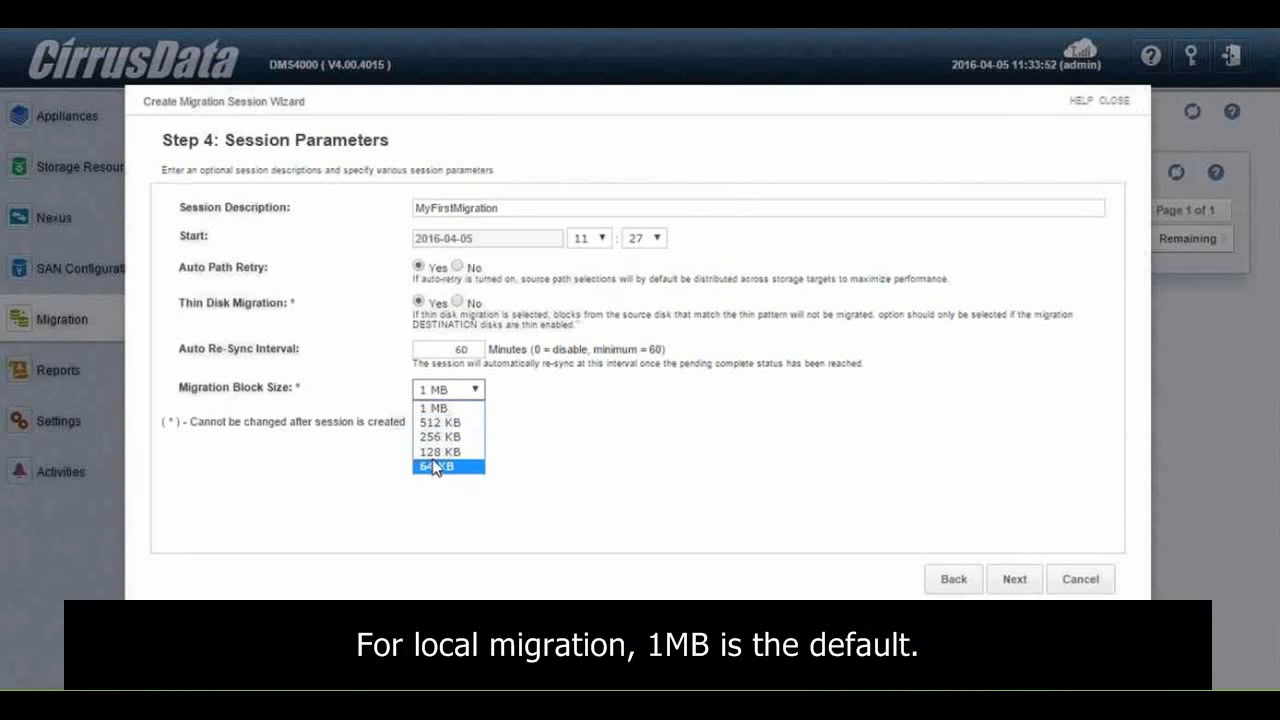 CirrusData
DMS4000 ( V4.00.4015 )
2016-04-05 11:33:52 (admin)
Appliances
Storage Resour
Nexus
SAN Configurat
Migration
Reports
Settings
Activities
Create Migration Session Wizard
HELP CLOSE
Step 4: Session Parameters
Enter an optional session descriptions and specify various session parameters
Session Description:
MyFirstMigration
Start:
2016-04-05 11 : 27
Auto Path Retry:
Yes No
If auto-retry is turned on, source path selections will by default be distributed across storage targets to maximize performance.
Thin Disk Migration: *
Yes No
If thin disk migration is selected, blocks from the source disk that match the thin pattern will not be migrated. option should only be selected if the migration
DESTINATION disks are thin enabled."
Auto Re-Sync Interval:
60 Minutes (0 = disable, minimum = 60)
The session will automatically re-sync at this interval once the pending complete status has been reached.
Migration Block Size: *
1 MB
1 MB
512 KB
256 KB
128 KB
64 KB
( * ) - Cannot be changed after session is created
Page 1 of 1
Remaining
Back
Next
Cancel
For local migration, 1MB is the default.